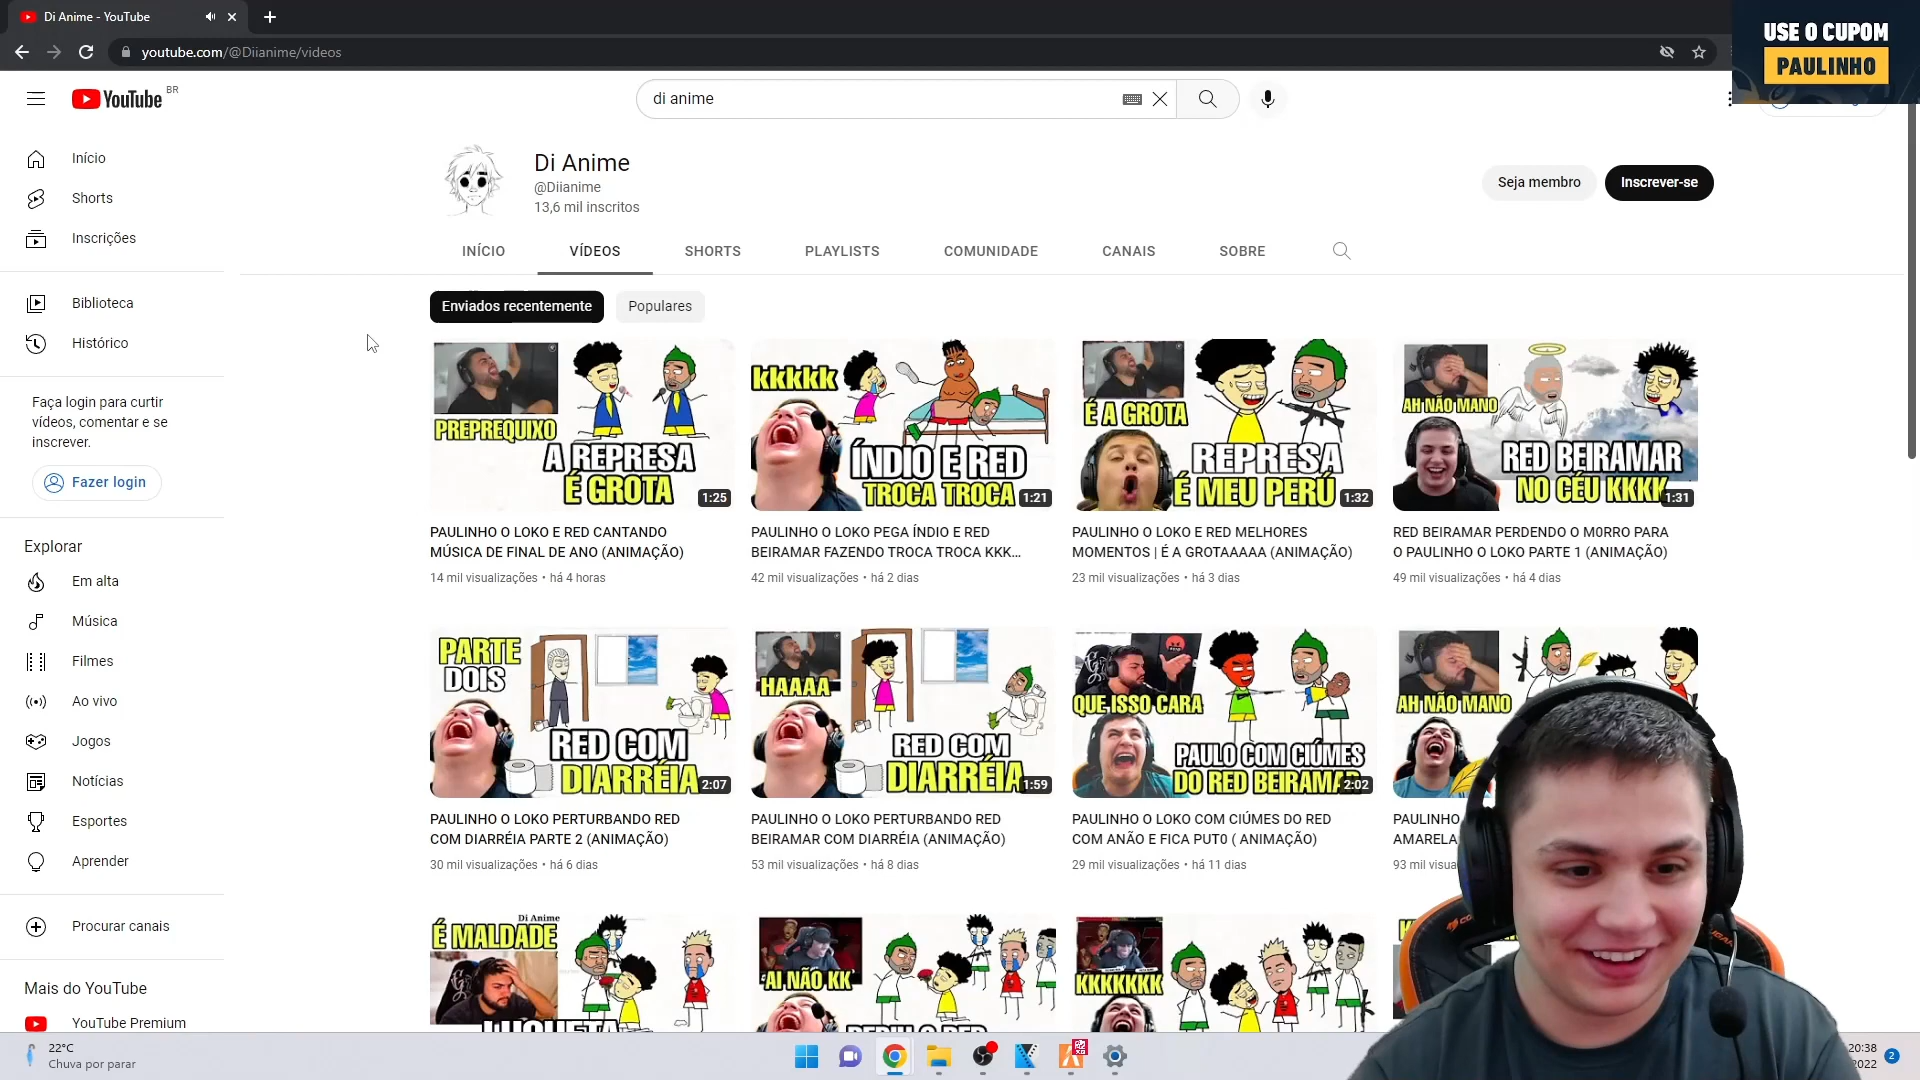 Di Anime - YouTube
youtube.com/@Diianime/videos
USE O CUPOM
PAULINHO
YouTube BR
di anime
Início
Shorts
Inscrições
Biblioteca
Histórico
Faça login para curtir
vídeos, comentar e se
inscrever.
Fazer login
Explorar
Em alta
Música
Filmes
Ao vivo
Jogos
Notícias
Esportes
Aprender
Procurar canais
Mais do YouTube
YouTube Premium
Di Anime
@Diianime
13,6 mil inscritos
Seja membro
Inscrever-se
INÍCIO
VÍDEOS
SHORTS
PLAYLISTS
COMUNIDADE
CANAIS
SOBRE
Enviados recentemente
Populares
PREPREQUIXO
A REPRESA
É GROTA
1:25
PAULINHO O LOKO E RED CANTANDO
MÚSICA DE FINAL DE ANO (ANIMAÇÃO)
14 mil visualizações • há 4 horas
KKKKK
ÍNDIO E RED
TROCA TROCA
1:21
PAULINHO O LOKO PEGA ÍNDIO E RED
BEIRAMAR FAZENDO TROCA TROCA KKK...
42 mil visualizações • há 2 dias
É A GROTA
REPRESA
É MEU PERÚ
1:32
PAULINHO O LOKO E RED MELHORES
MOMENTOS | É A GROTAAAAA (ANIMAÇÃO)
23 mil visualizações • há 3 dias
AH NÃO MANO
RED BEIRAMAR
NO CÉU KKKK
1:31
RED BEIRAMAR PERDENDO O M0RRO PARA
O PAULINHO O LOKO PARTE 1 (ANIMAÇÃO)
49 mil visualizações • há 4 dias
PARTE
DOIS
RED COM
DIARRÉIA
2:07
PAULINHO O LOKO PERTURBANDO RED
COM DIARRÉIA PARTE 2 (ANIMAÇÃO)
30 mil visualizações • há 6 dias
HAAAA
RED COM
DIARRÉIA
1:59
PAULINHO O LOKO PERTURBANDO RED
BEIRAMAR COM DIARRÉIA (ANIMAÇÃO)
53 mil visualizações • há 8 dias
QUE ISSO CARA
PAULO COM CIÚMES
DO RED BEIRAMAR
2:02
PAULINHO O LOKO COM CIÚMES DO RED
COM ANÃO E FICA PUT0 ( ANIMAÇÃO)
29 mil visualizações • há 11 dias
AH NÃO MANO
PAULINHO
AMARELA
93 mil visua
Di Anime
É MALDADE
AI NÃO KK
KKKKKKK
22°C
Chuva por parar
20:38
2022
2